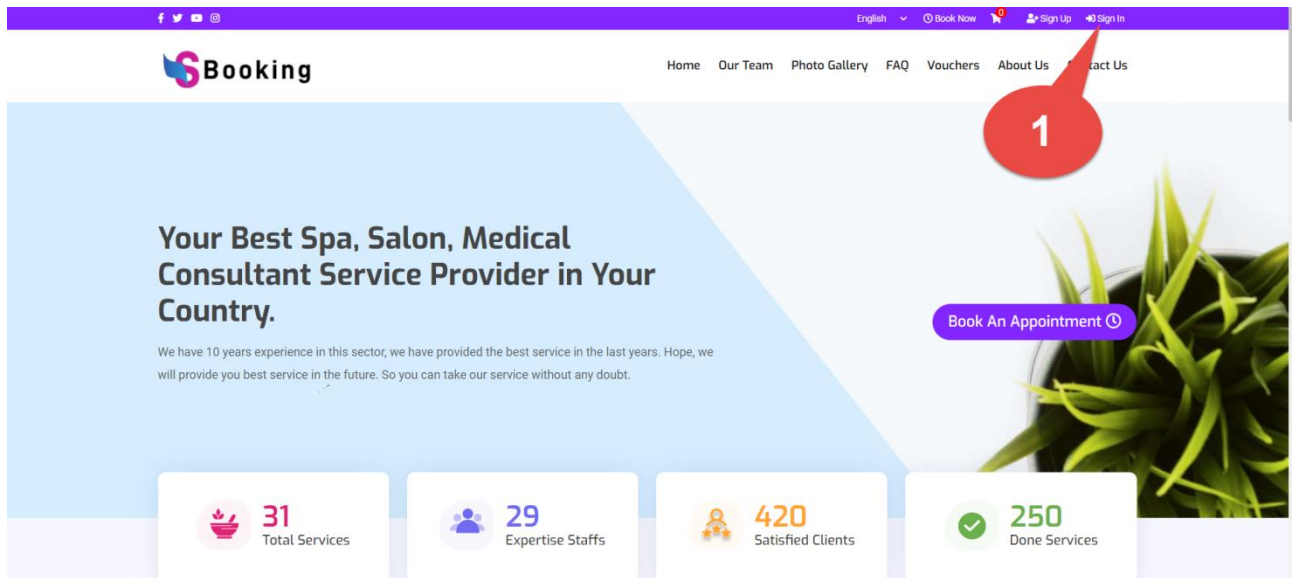 English Book Now 0 Sign Up Sign In
SBooking
Home Our Team Photo Gallery FAQ Vouchers About Us Contact Us
1
Your Best Spa, Salon, Medical
Consultant Service Provider in Your
Country.
Book An Appointment
We have 10 years experience in this sector, we have provided the best service in the last years. Hope, we
will provide you best service in the future. So you can take our service without any doubt.
31
Total Services
29
Expertise Staffs
420
Satisfied Clients
250
Done Services